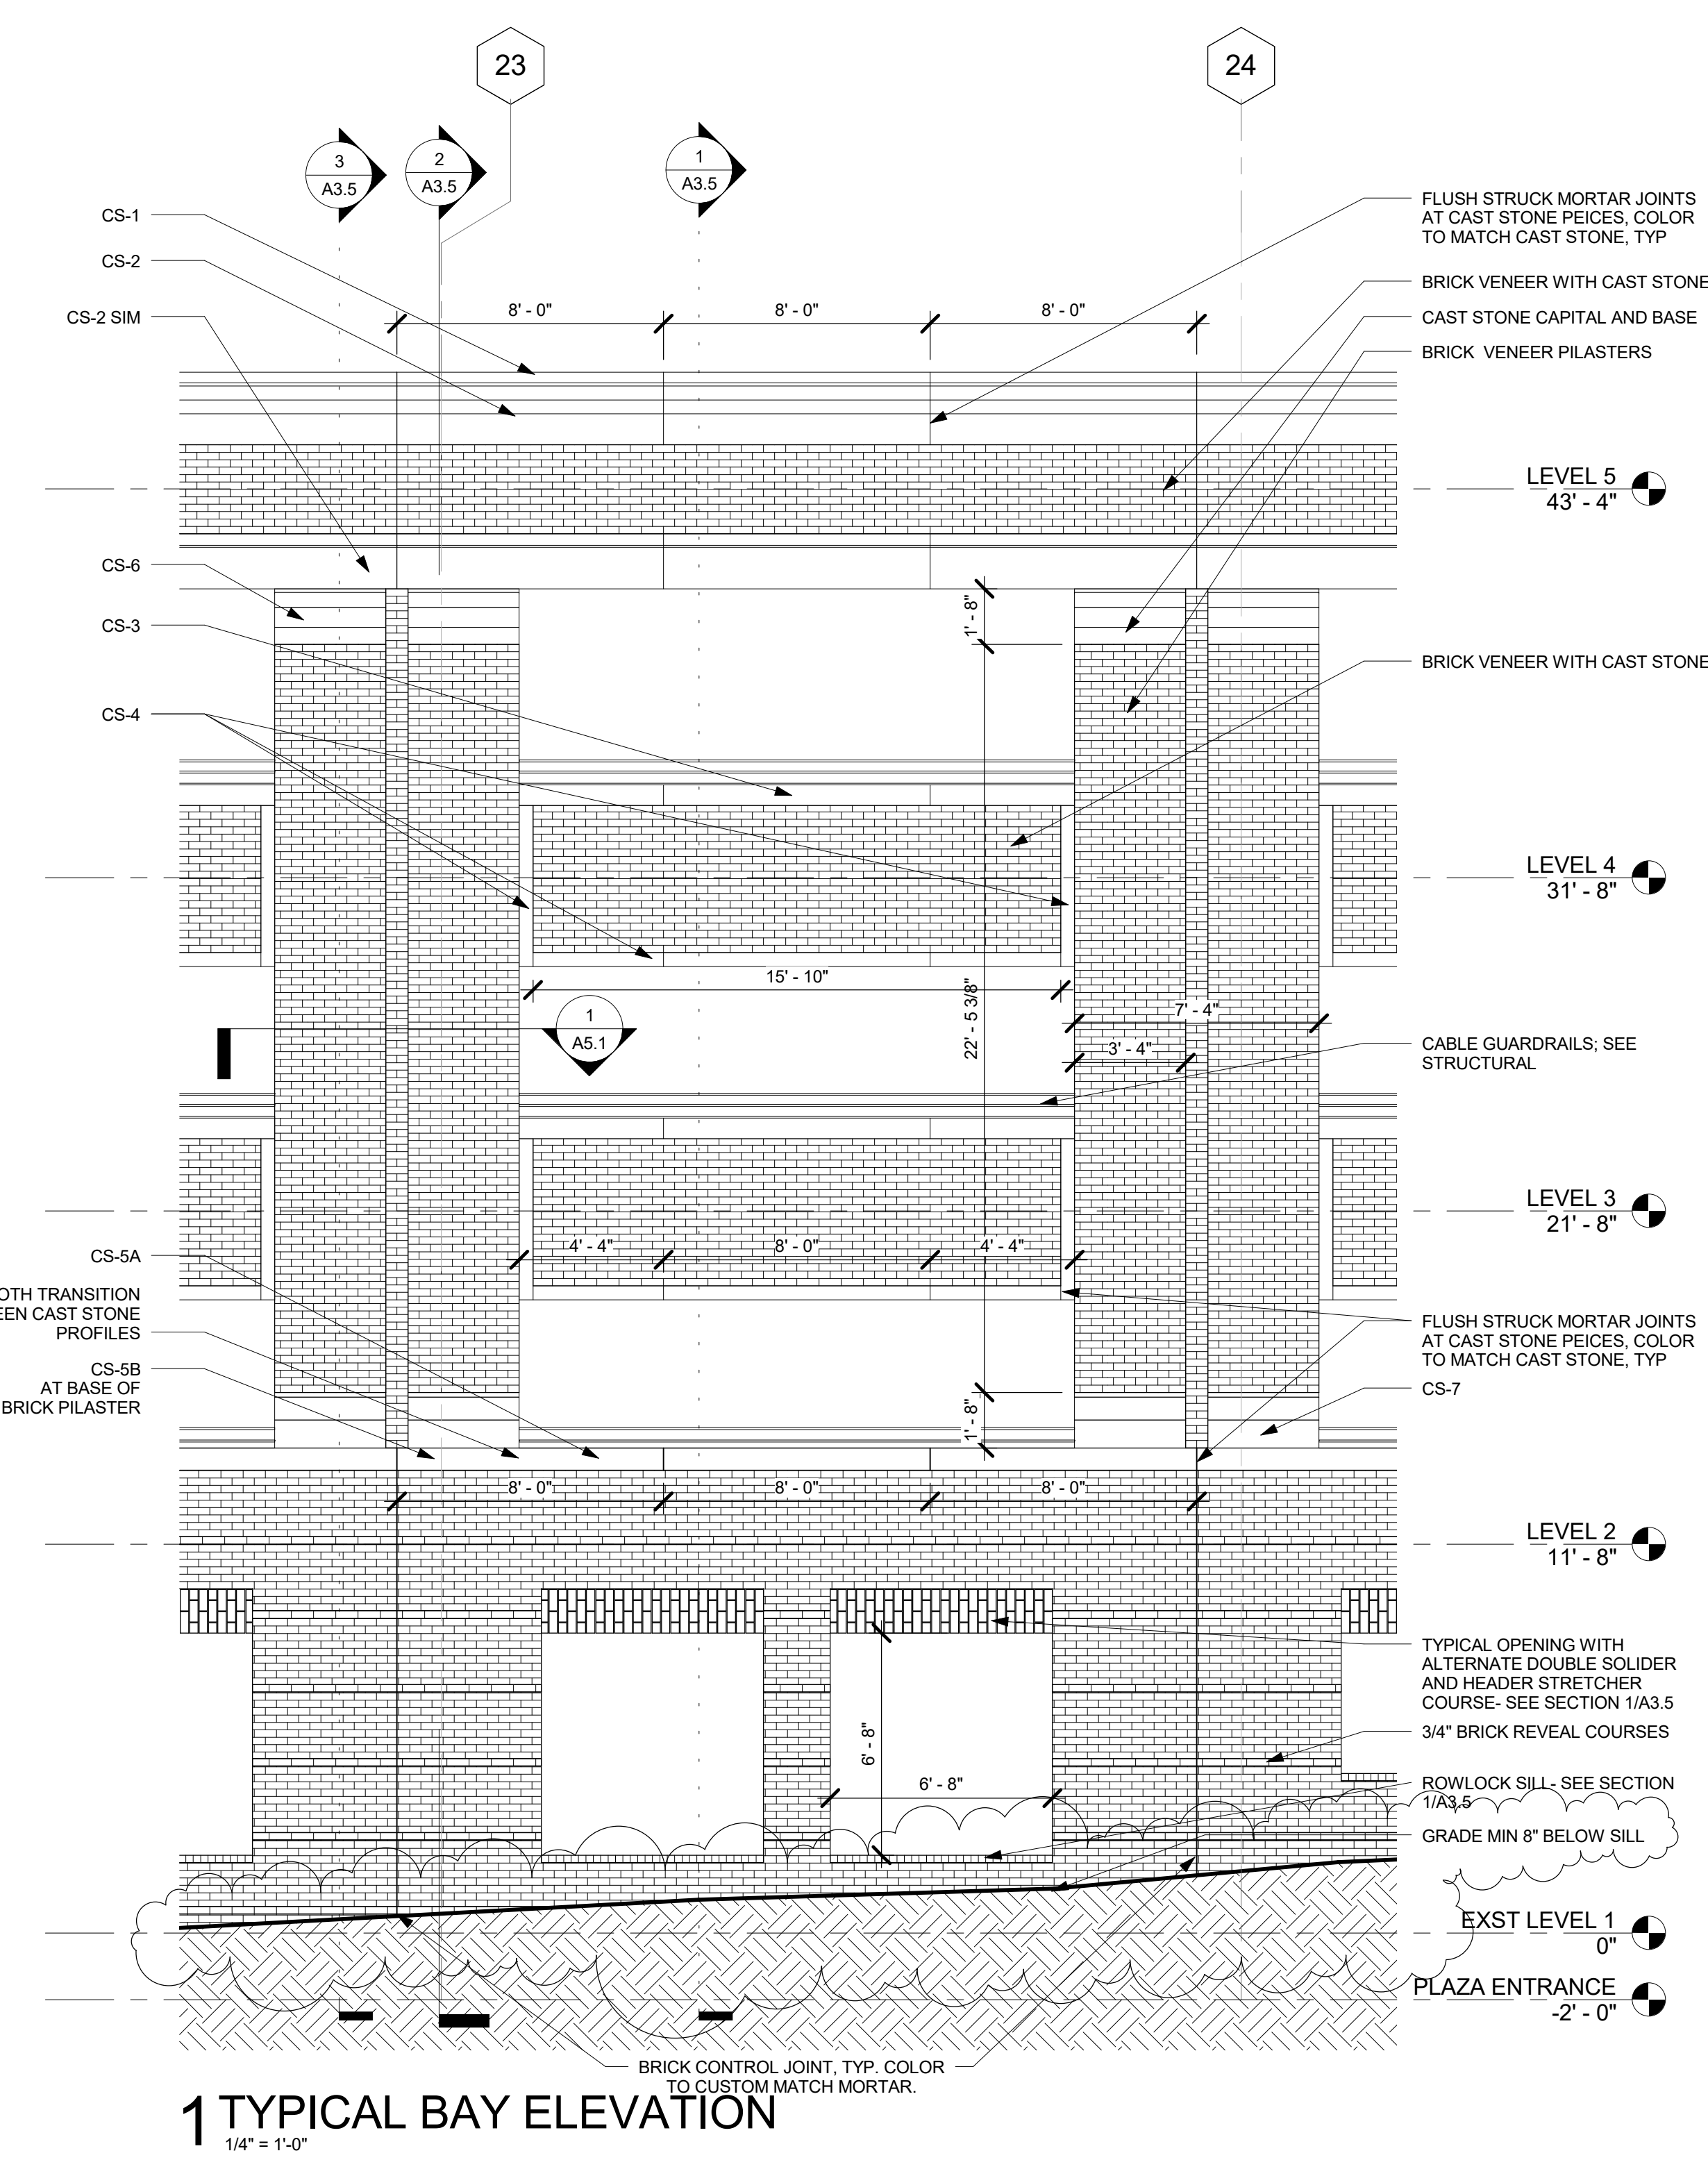 23
24
3
A3.5
2
A3.5
1
A3.5
CS-1
CS-2
CS-2 SIM
FLUSH STRUCK MORTAR JOINTS
AT CAST STONE PEICES, COLOR
TO MATCH CAST STONE, TYP
BRICK VENEER WITH CAST STONE
CAST STONE CAPITAL AND BASE
BRICK VENEER PILASTERS
8' - 0"
8' - 0"
8' - 0"
LEVEL 5
43' - 4"
CS-6
CS-3
CS-4
1' - 8"
BRICK VENEER WITH CAST STONE
LEVEL 4
31' - 8"
15' - 10"
22' - 5 3/8"
7' - 4"
3' - 4"
1
A5.1
CABLE GUARDRAILS; SEE
STRUCTURAL
LEVEL 3
21' - 8"
4' - 4"
8' - 0"
4' - 4"
CS-5A
OTH TRANSITION
EEN CAST STONE
PROFILES
CS-5B
AT BASE OF
BRICK PILASTER
FLUSH STRUCK MORTAR JOINTS
AT CAST STONE PEICES, COLOR
TO MATCH CAST STONE, TYP
CS-7
1' - 8"
8' - 0"
8' - 0"
8' - 0"
LEVEL 2
11' - 8"
TYPICAL OPENING WITH
ALTERNATE DOUBLE SOLIDER
AND HEADER STRETCHER
COURSE- SEE SECTION 1/A3.5
3/4" BRICK REVEAL COURSES
6' - 8"
6' - 8"
ROWLOCK SILL- SEE SECTION
1/A3.5
GRADE MIN 8" BELOW SILL
EXST LEVEL 1
0"
PLAZA ENTRANCE
-2' - 0"
BRICK CONTROL JOINT, TYP. COLOR
TO CUSTOM MATCH MORTAR.
1 TYPICAL BAY ELEVATION
1/4" = 1'-0"